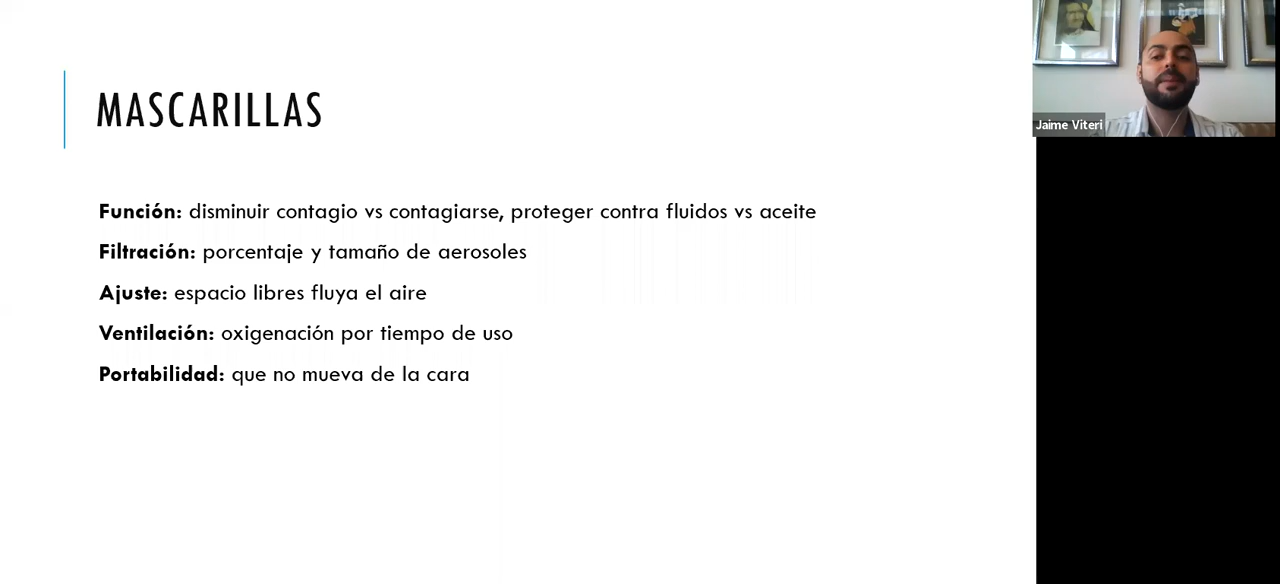 MASCARILLAS
Función: disminuir contagio vs contagiarse, proteger contra fluidos vs aceite
Filtración: porcentaje y tamaño de aerosoles
Ajuste: espacio libres fluya el aire
Ventilación: oxigenación por tiempo de uso
Portabilidad: que no mueva de la cara
Jaime Viteri